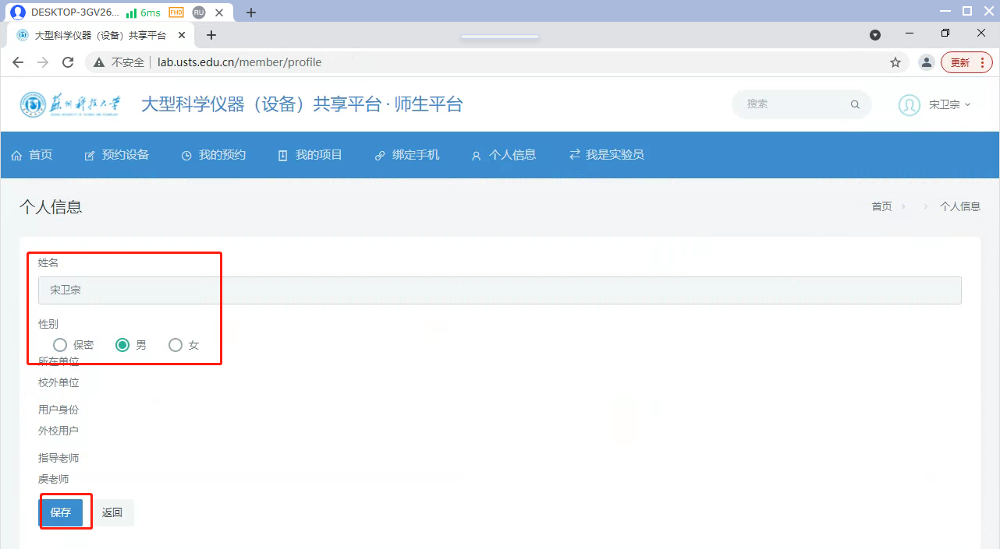 DESKTOP-3GV26... 6ms FHD RU
大型科学仪器（设备）共享平台
不安全 lab.usts.edu.cn/member/profile 更新
苏州科技大学 大型科学仪器（设备）共享平台·师生平台 搜索 宋卫宗
首页 预约设备 我的预约 我的项目 绑定手机 个人信息 我是实验员
个人信息 首页 个人信息
姓名
宋卫宗
性别
保密 男 女
所在单位
校外单位
用户身份
外校用户
指导老师
虞老师
保存 返回